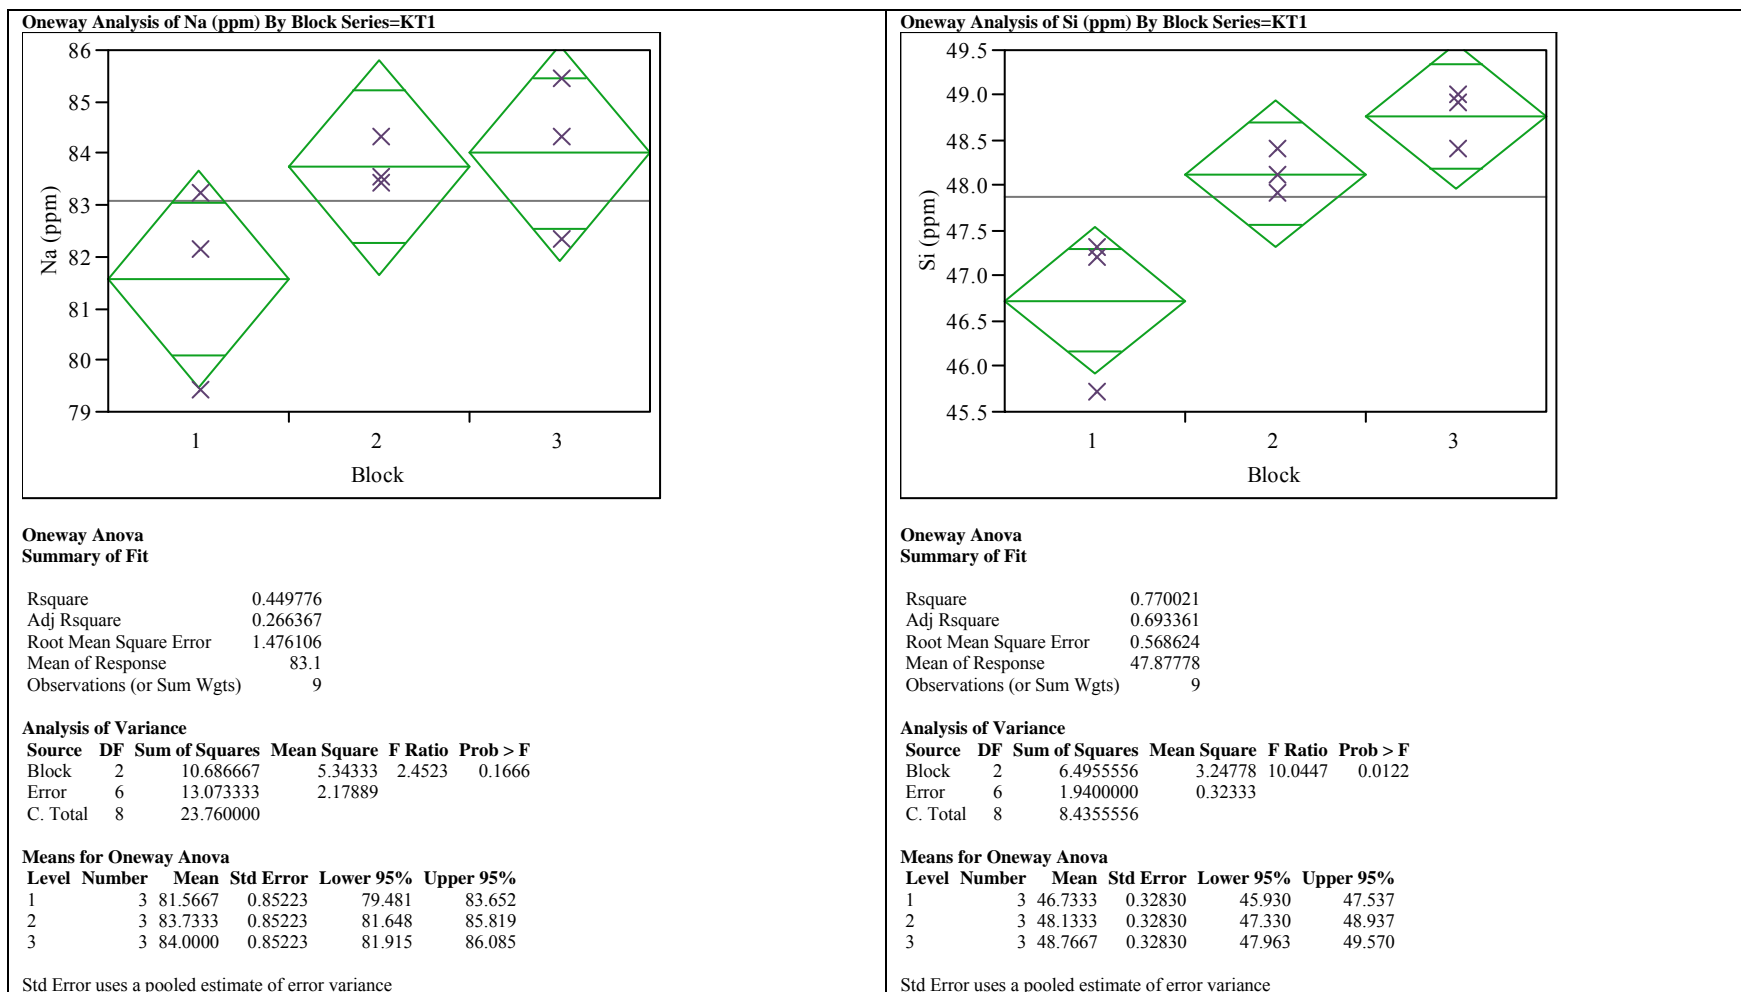 Oneway Analysis of Na (ppm) By Block Series=KT1
86
85
84
83
82
81
80
79
Na (ppm)
1 2 3
Block
Oneway Anova
Summary of Fit
Rsquare 0.449776
Adj Rsquare 0.266367
Root Mean Square Error 1.476106
Mean of Response 83.1
Observations (or Sum Wgts) 9
Analysis of Variance
Source DF Sum of Squares Mean Square F Ratio Prob > F
Block 2 10.686667 5.34333 2.4523 0.1666
Error 6 13.073333 2.17889
C. Total 8 23.760000
Means for Oneway Anova
Level Number Mean Std Error Lower 95% Upper 95%
1 3 81.5667 0.85223 79.481 83.652
2 3 83.7333 0.85223 81.648 85.819
3 3 84.0000 0.85223 81.915 86.085
Std Error uses a pooled estimate of error variance
Oneway Analysis of Si (ppm) By Block Series=KT1
49.5
49.0
48.5
48.0
47.5
47.0
46.5
46.0
45.5
Si (ppm)
1 2 3
Block
Oneway Anova
Summary of Fit
Rsquare 0.770021
Adj Rsquare 0.693361
Root Mean Square Error 0.568624
Mean of Response 47.87778
Observations (or Sum Wgts) 9
Analysis of Variance
Source DF Sum of Squares Mean Square F Ratio Prob > F
Block 2 6.4955556 3.24778 10.0447 0.0122
Error 6 1.9400000 0.32333
C. Total 8 8.4355556
Means for Oneway Anova
Level Number Mean Std Error Lower 95% Upper 95%
1 3 46.7333 0.32830 45.930 47.537
2 3 48.1333 0.32830 47.330 48.937
3 3 48.7667 0.32830 47.963 49.570
Std Error uses a pooled estimate of error variance